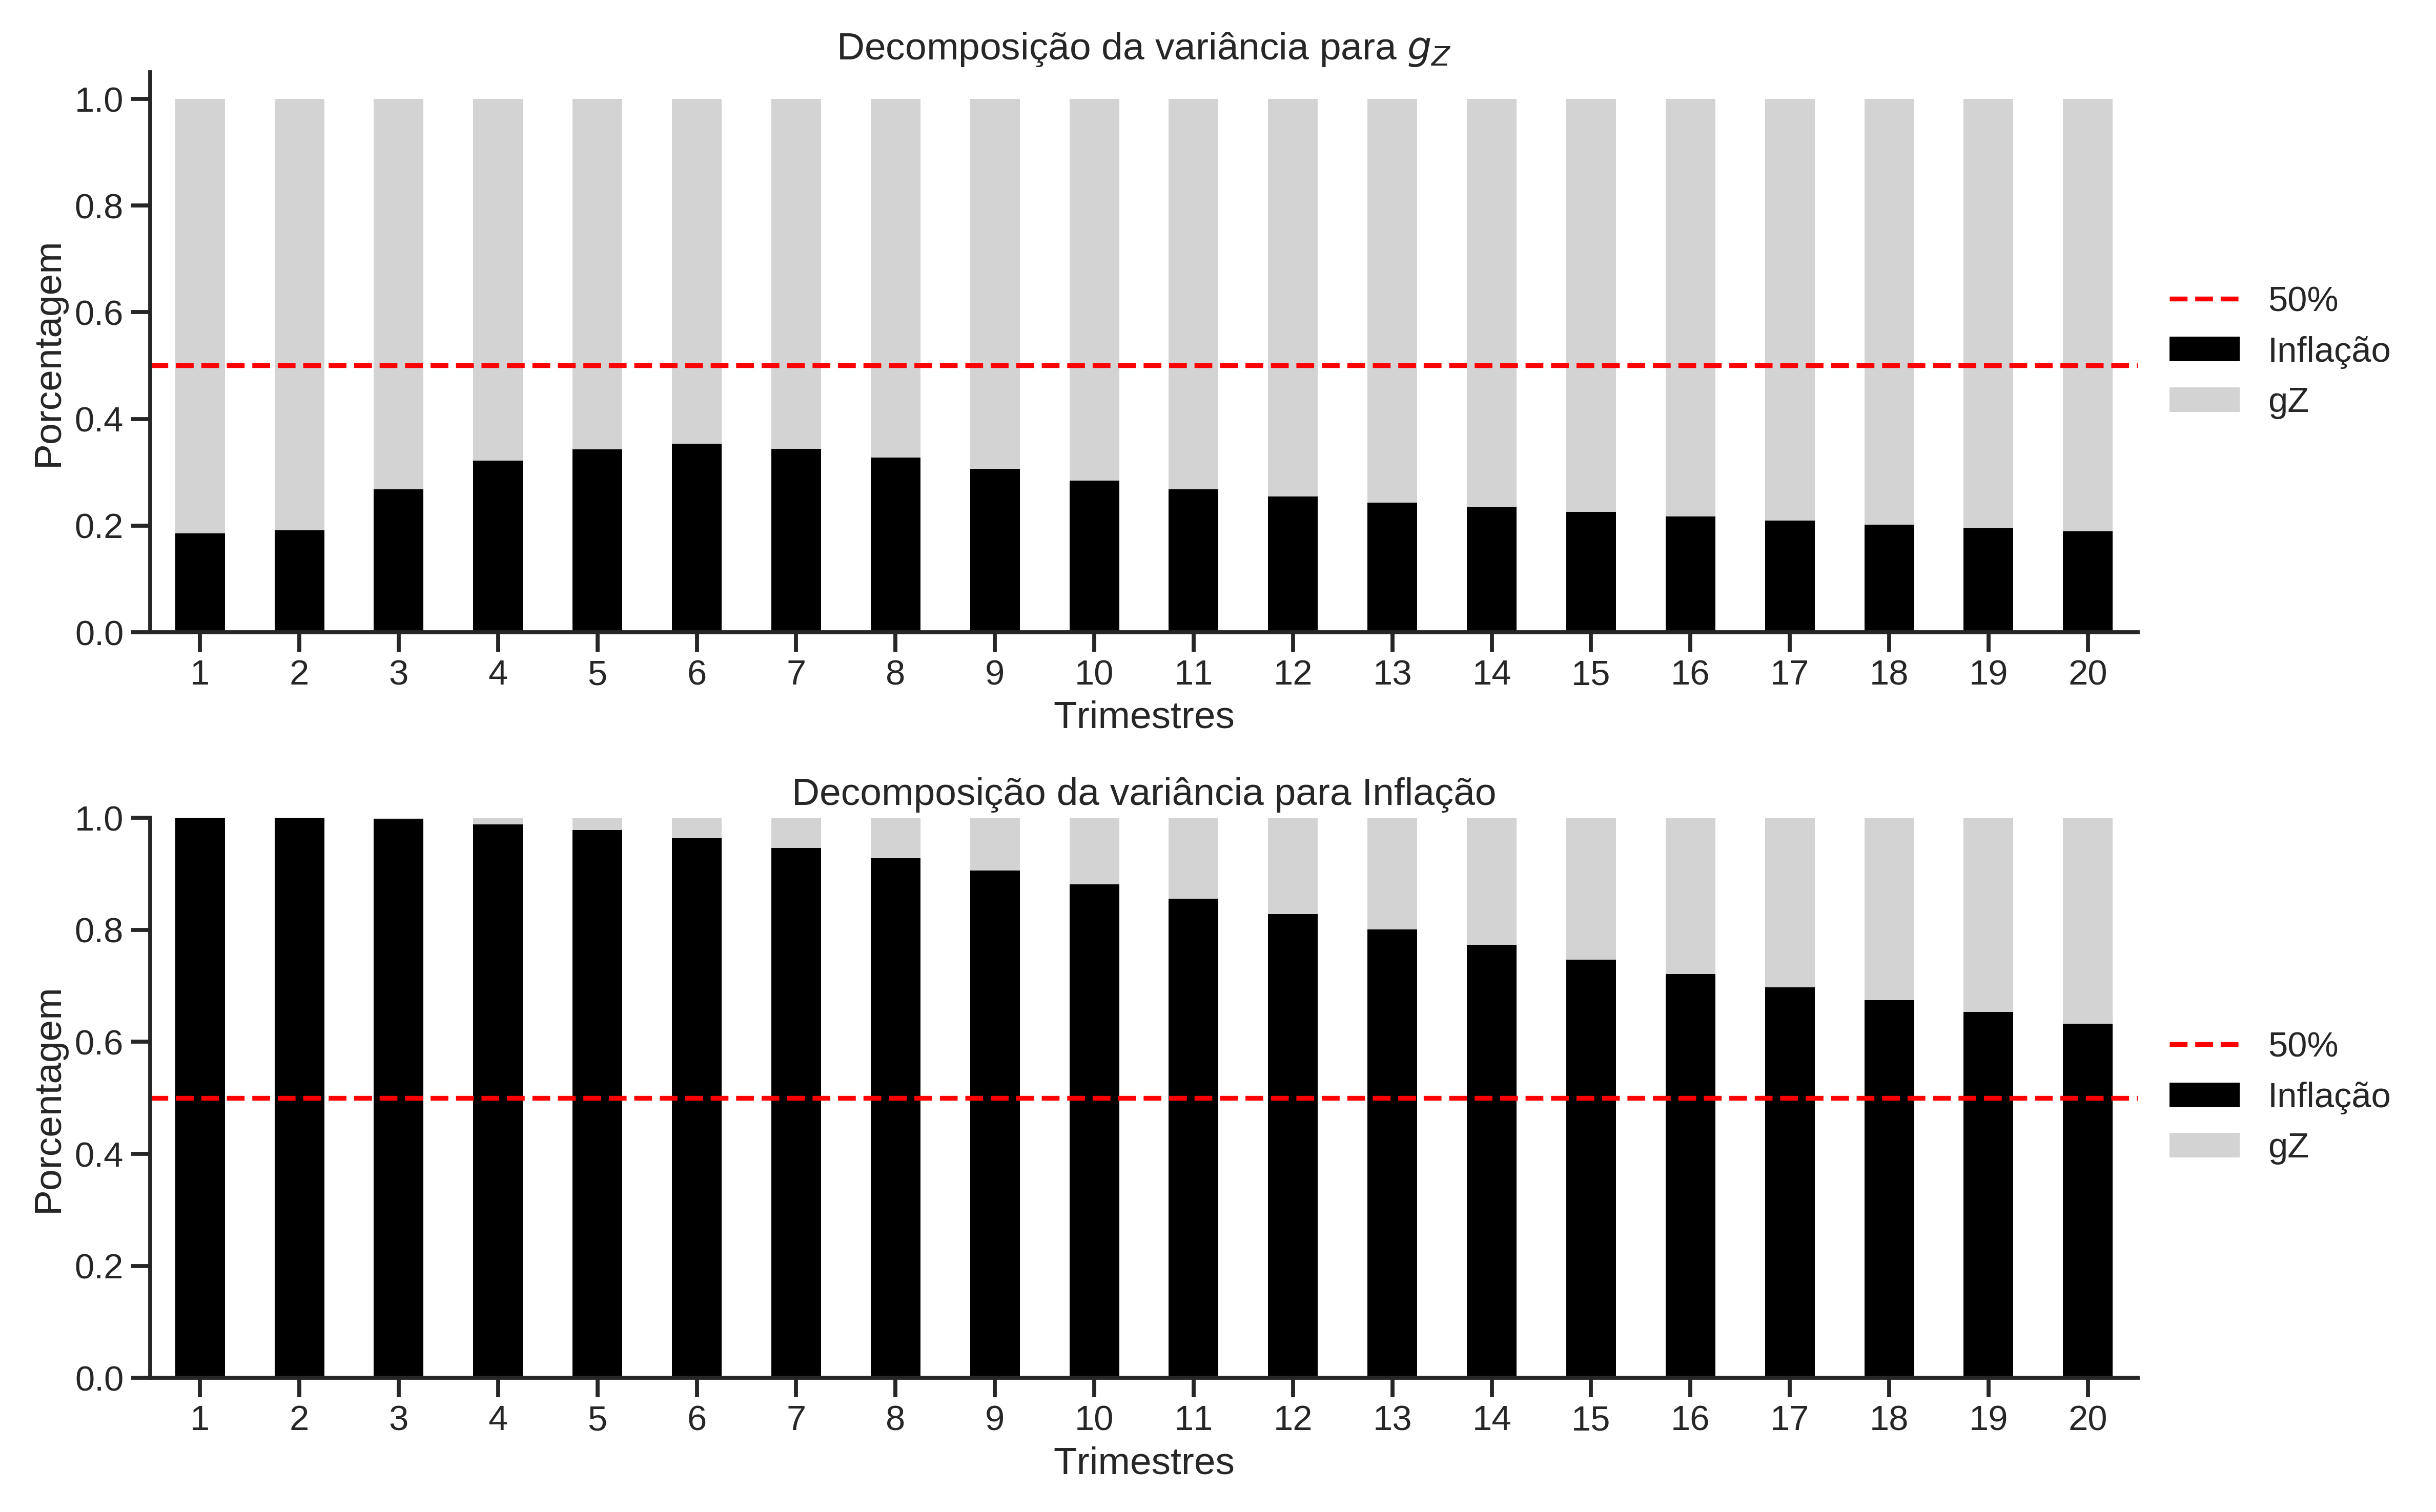 Decomposição da variância para gZ
Porcentagem
1.0
0.8
0.6
0.4
0.2
0.0
1 2 3 4 5 6 7 8 9 10 11 12 13 14 15 16 17 18 19 20
Trimestres
50%
Inflação
gZ
Decomposição da variância para Inflação
Porcentagem
1.0
0.8
0.6
0.4
0.2
0.0
1 2 3 4 5 6 7 8 9 10 11 12 13 14 15 16 17 18 19 20
Trimestres
50%
Inflação
gZ